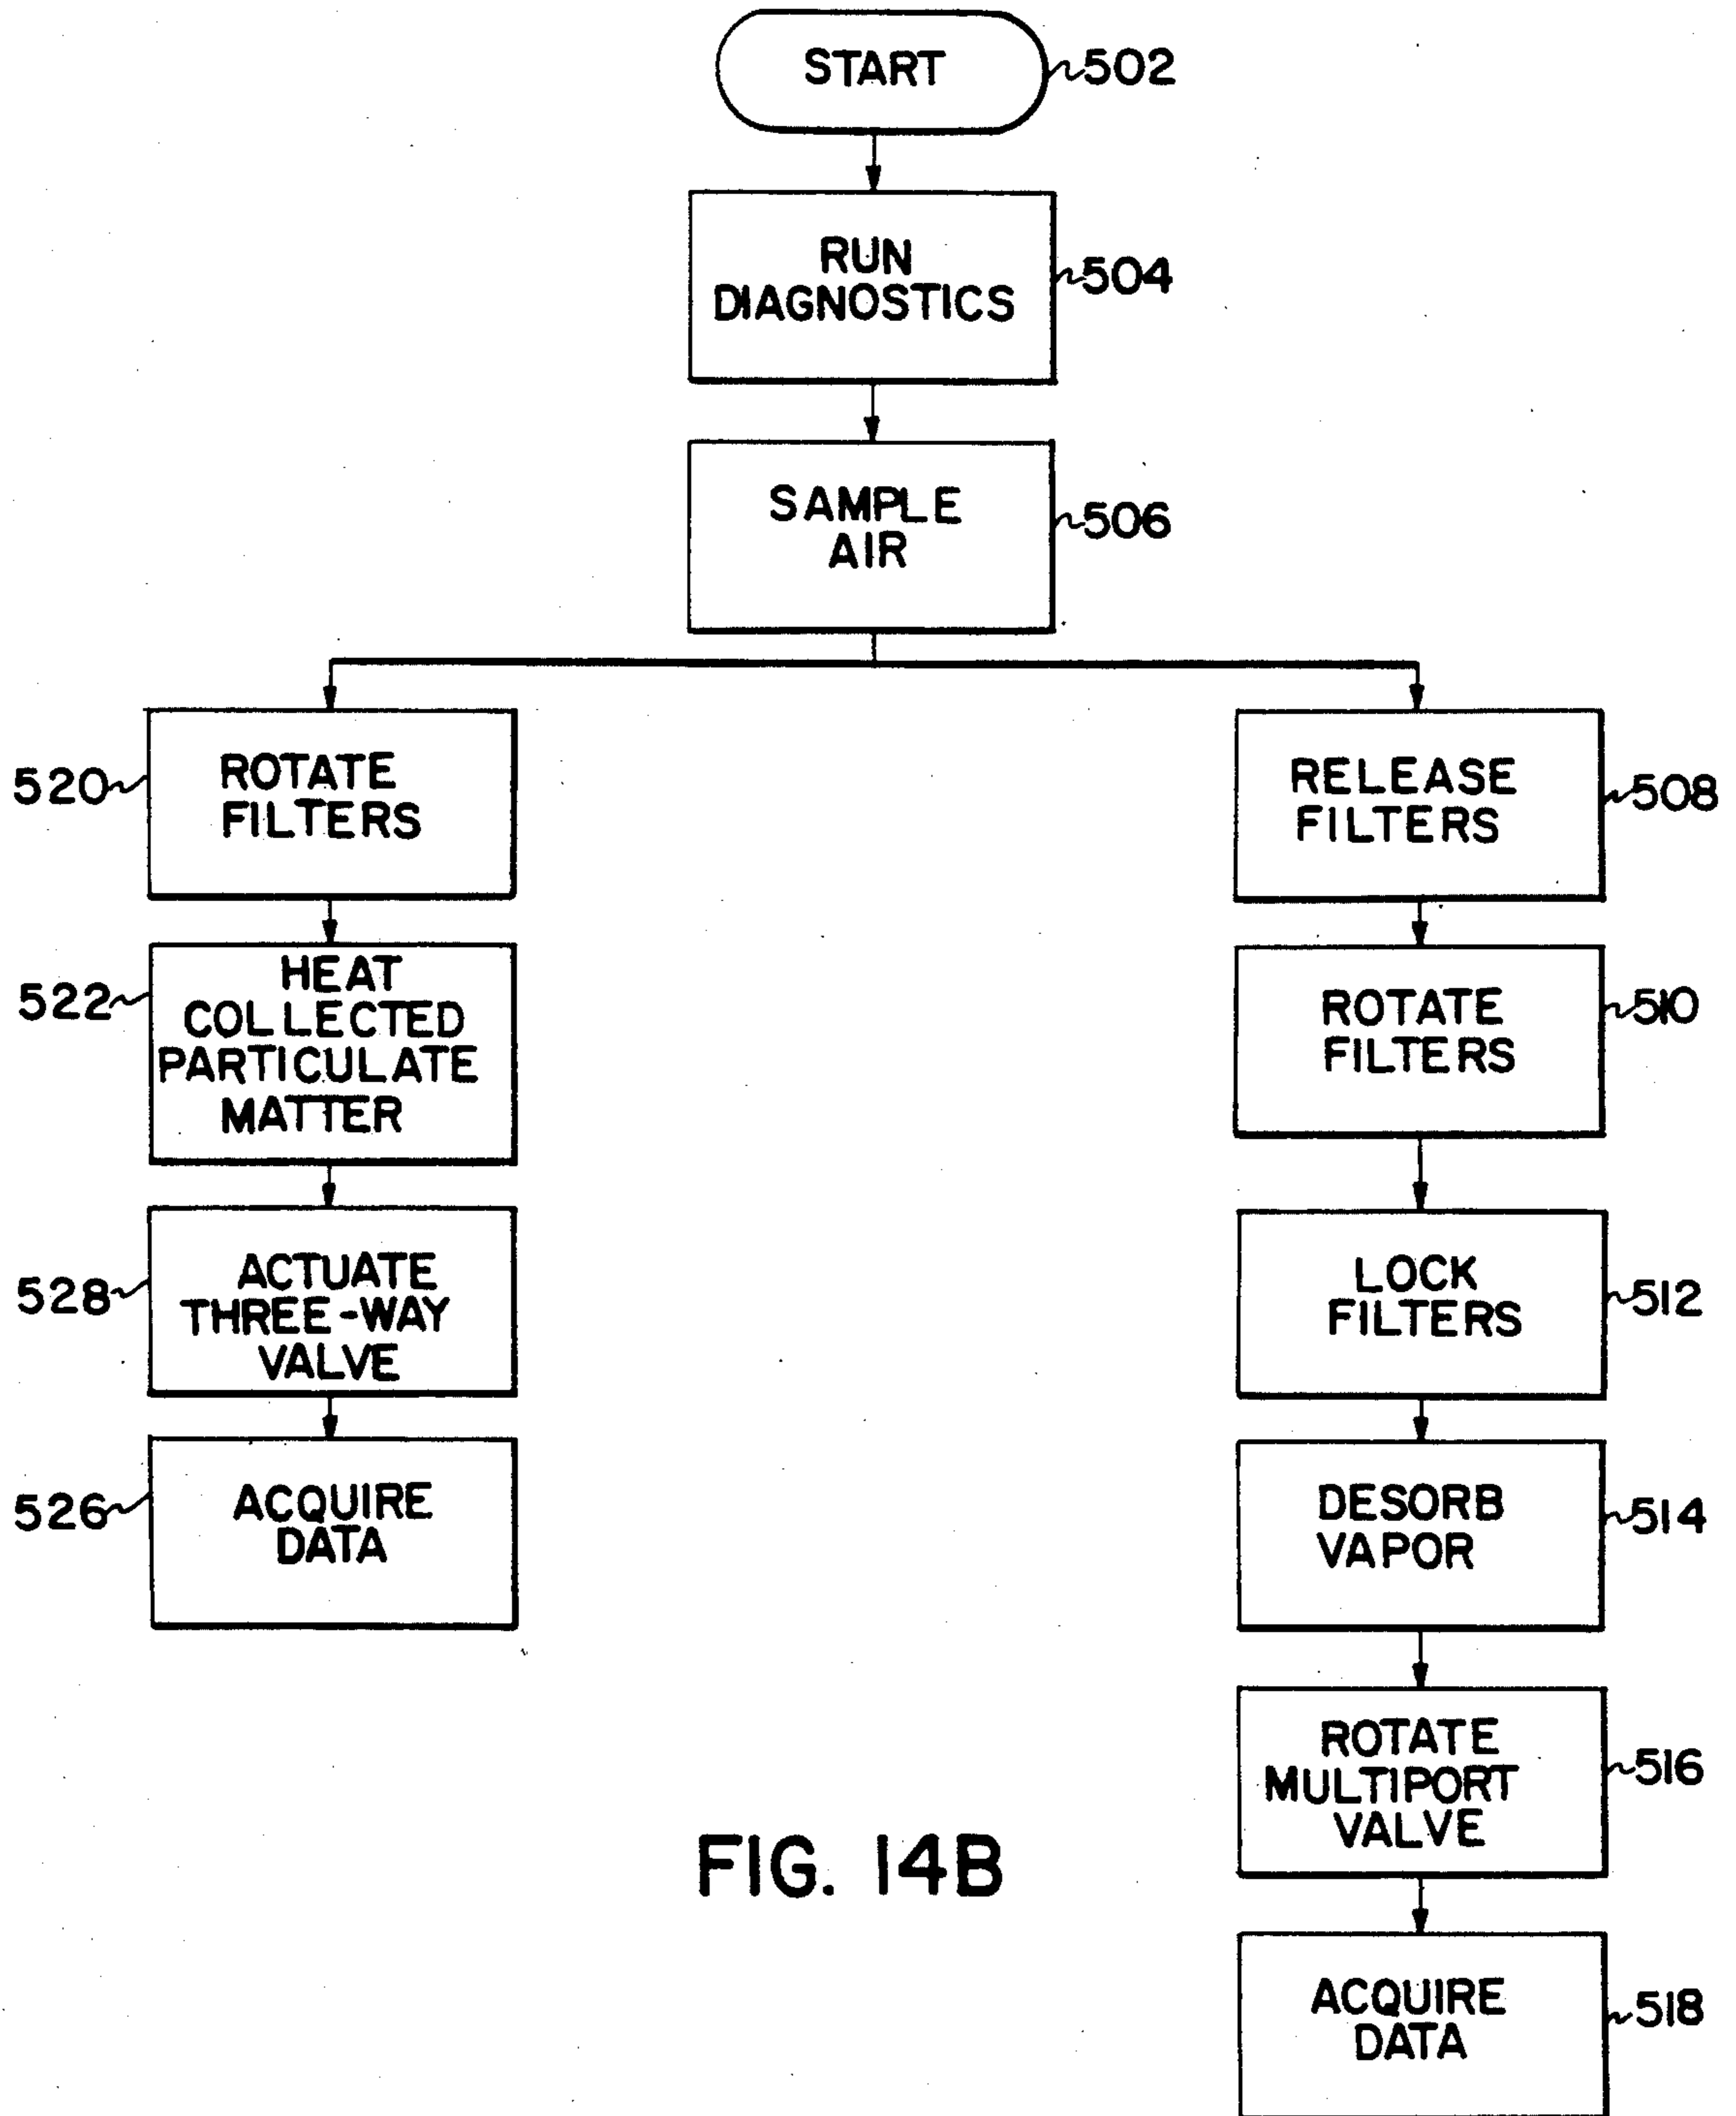 START
502
RUN
DIAGNOSTICS
504
SAMPLE
AIR
506
520
ROTATE
FILTERS
522
HEAT
COLLECTED
PARTICULATE
MATTER
528
ACTUATE
THREE-WAY
VALVE
526
ACQUIRE
DATA
RELEASE
FILTERS
508
ROTATE
FILTERS
510
LOCK
FILTERS
512
DESORB
VAPOR
514
ROTATE
MULTIPORT
VALVE
516
ACQUIRE
DATA
518
FIG. 14B